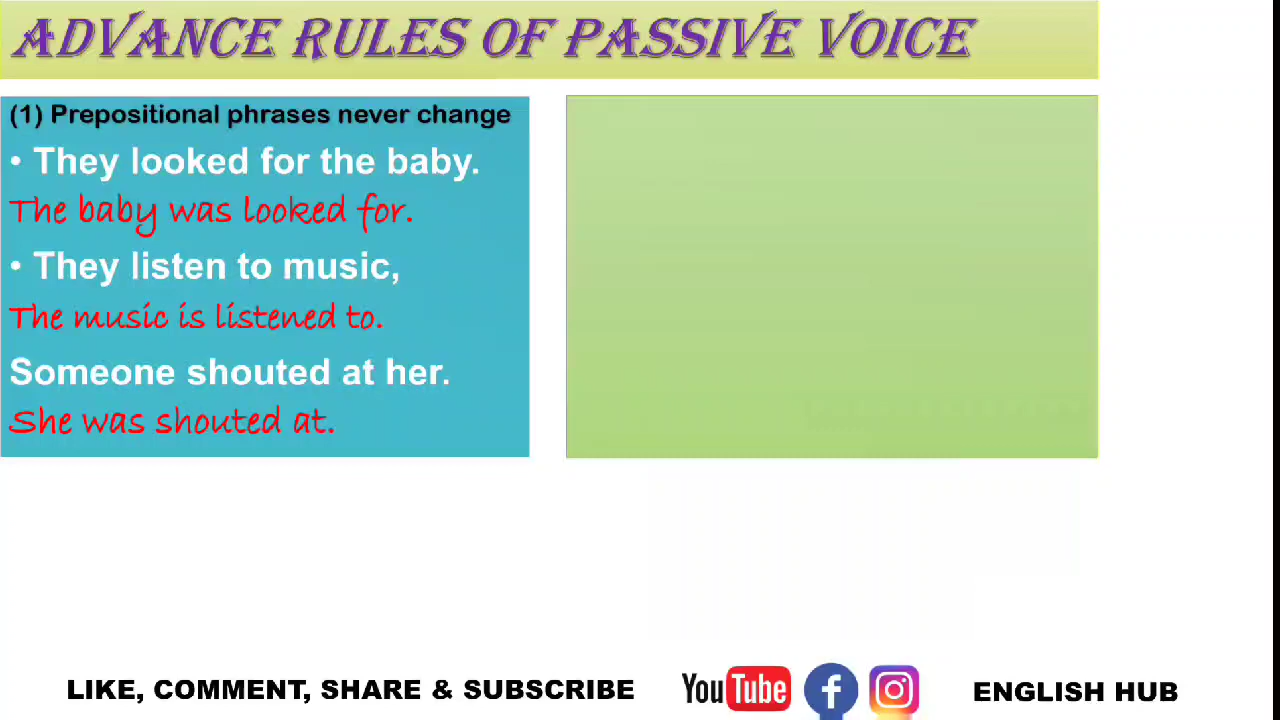 ADVANCE RULES OF PASSIVE VOICE
(1) Prepositional phrases never change
• They looked for the baby.
The baby was looked for.
• They listen to music,
The music is listened to.
Someone shouted at her.
She was shouted at.
LIKE, COMMENT, SHARE & SUBSCRIBE
YouTube
f
ENGLISH HUB